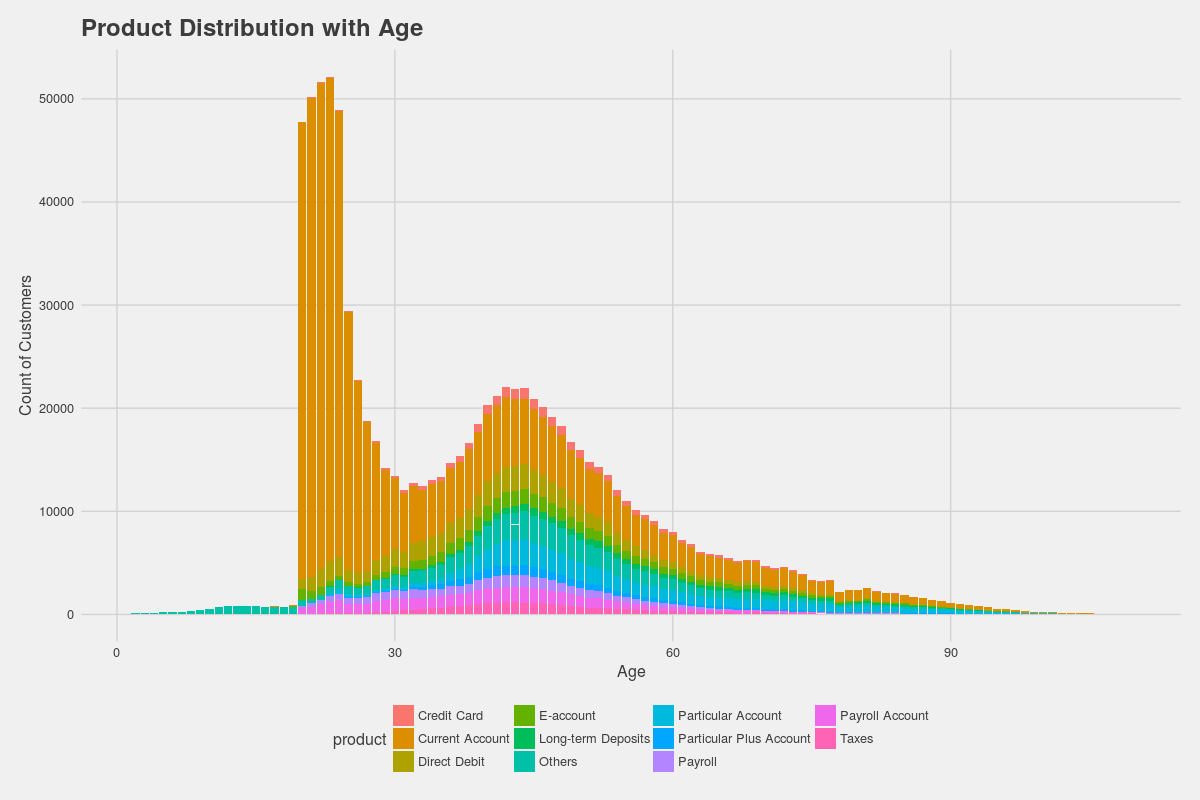 Product Distribution with Age
Count of Customers
50000
40000
30000
20000
10000
0
0 30 60 90
Age
product
Credit Card E-account Particular Account Payroll Account
Current Account Long-term Deposits Particular Plus Account Taxes
Direct Debit Others Payroll